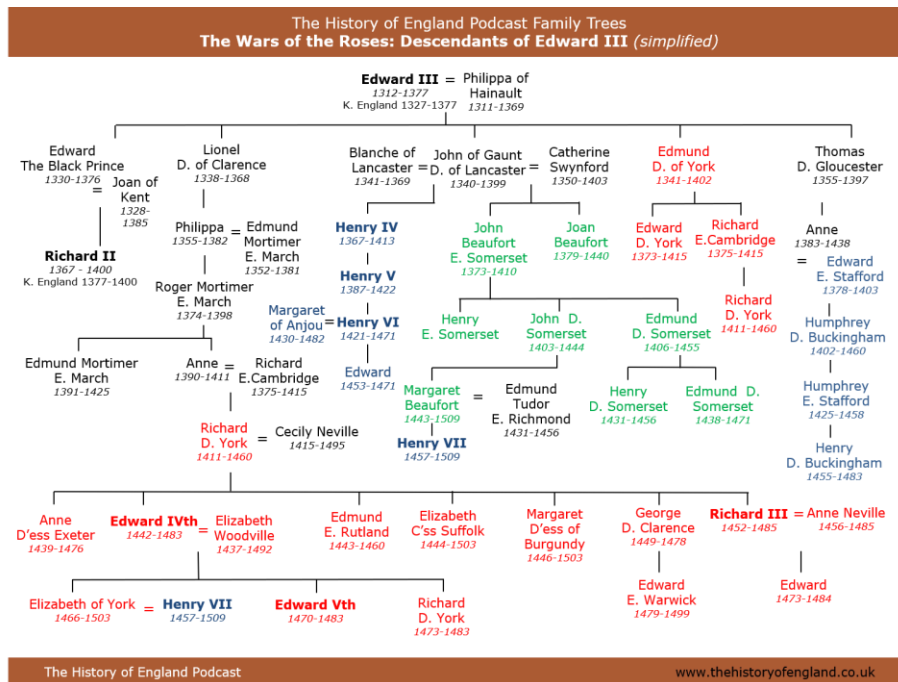 The History of England Podcast Family Trees
The Wars of the Roses: Descendants of Edward III (simplified)
Edward III = Philippa of
1312-1377 Hainault
K. England 1327-1377 1311-1369
Edward
The Black Prince
1330-1376
= Joan of
Kent
1328-
1385
Lionel
D. of Clarence
1338-1368
Blanche of
Lancaster
1341-1369
=
John of Gaunt
D. of Lancaster
1340-1399
=
Catherine
Swynford
1350-1403
Edmund
D. of York
1341-1402
Thomas
D. Gloucester
1355-1397
Richard II
1367 - 1400
K. England 1377-1400
Philippa
1355-1382
=
Edmund
Mortimer
E. March
1352-1381
Henry IV
1367-1413
John
Beaufort
E. Somerset
1373-1410
Joan
Beaufort
1379-1440
Edward
D. York
1373-1415
Richard
E.Cambridge
1375-1415
Anne
1383-1438
=
Edward
E. Stafford
1378-1403
Roger Mortimer
E. March
1374-1398
Henry V
1387-1422
Margaret
of Anjou
1430-1482
=
Henry VI
1421-1471
Henry
E. Somerset
John D.
Somerset
1403-1444
Edmund
D. Somerset
1406-1455
Richard
D. York
1411-1460
Humphrey
D. Buckingham
1402-1460
Edmund Mortimer
E. March
1391-1425
Anne
1390-1411
=
Richard
E.Cambridge
1375-1415
Edward
1453-1471
Margaret
Beaufort
1443-1509
=
Edmund
Tudor
E. Richmond
1431-1456
Henry
D. Somerset
1431-1456
Edmund D.
Somerset
1438-1471
Humphrey
E. Stafford
1425-1458
Richard
D. York
1411-1460
=
Cecily Neville
1415-1495
Henry VII
1457-1509
Henry
D. Buckingham
1455-1483
Anne
D'ess Exeter
1439-1476
Edward IVth
1442-1483
=
Elizabeth
Woodville
1437-1492
Edmund
E. Rutland
1443-1460
Elizabeth
C'ss Suffolk
1444-1503
Margaret
D'ess of
Burgundy
1446-1503
George
D. Clarence
1449-1478
Richard III
1452-1485
=
Anne Neville
1456-1485
Elizabeth of York
1466-1503
=
Henry VII
1457-1509
Edward Vth
1470-1483
Richard
D. York
1473-1483
Edward
E. Warwick
1479-1499
Edward
1473-1484
The History of England Podcast
www.thehistoryofengland.co.uk